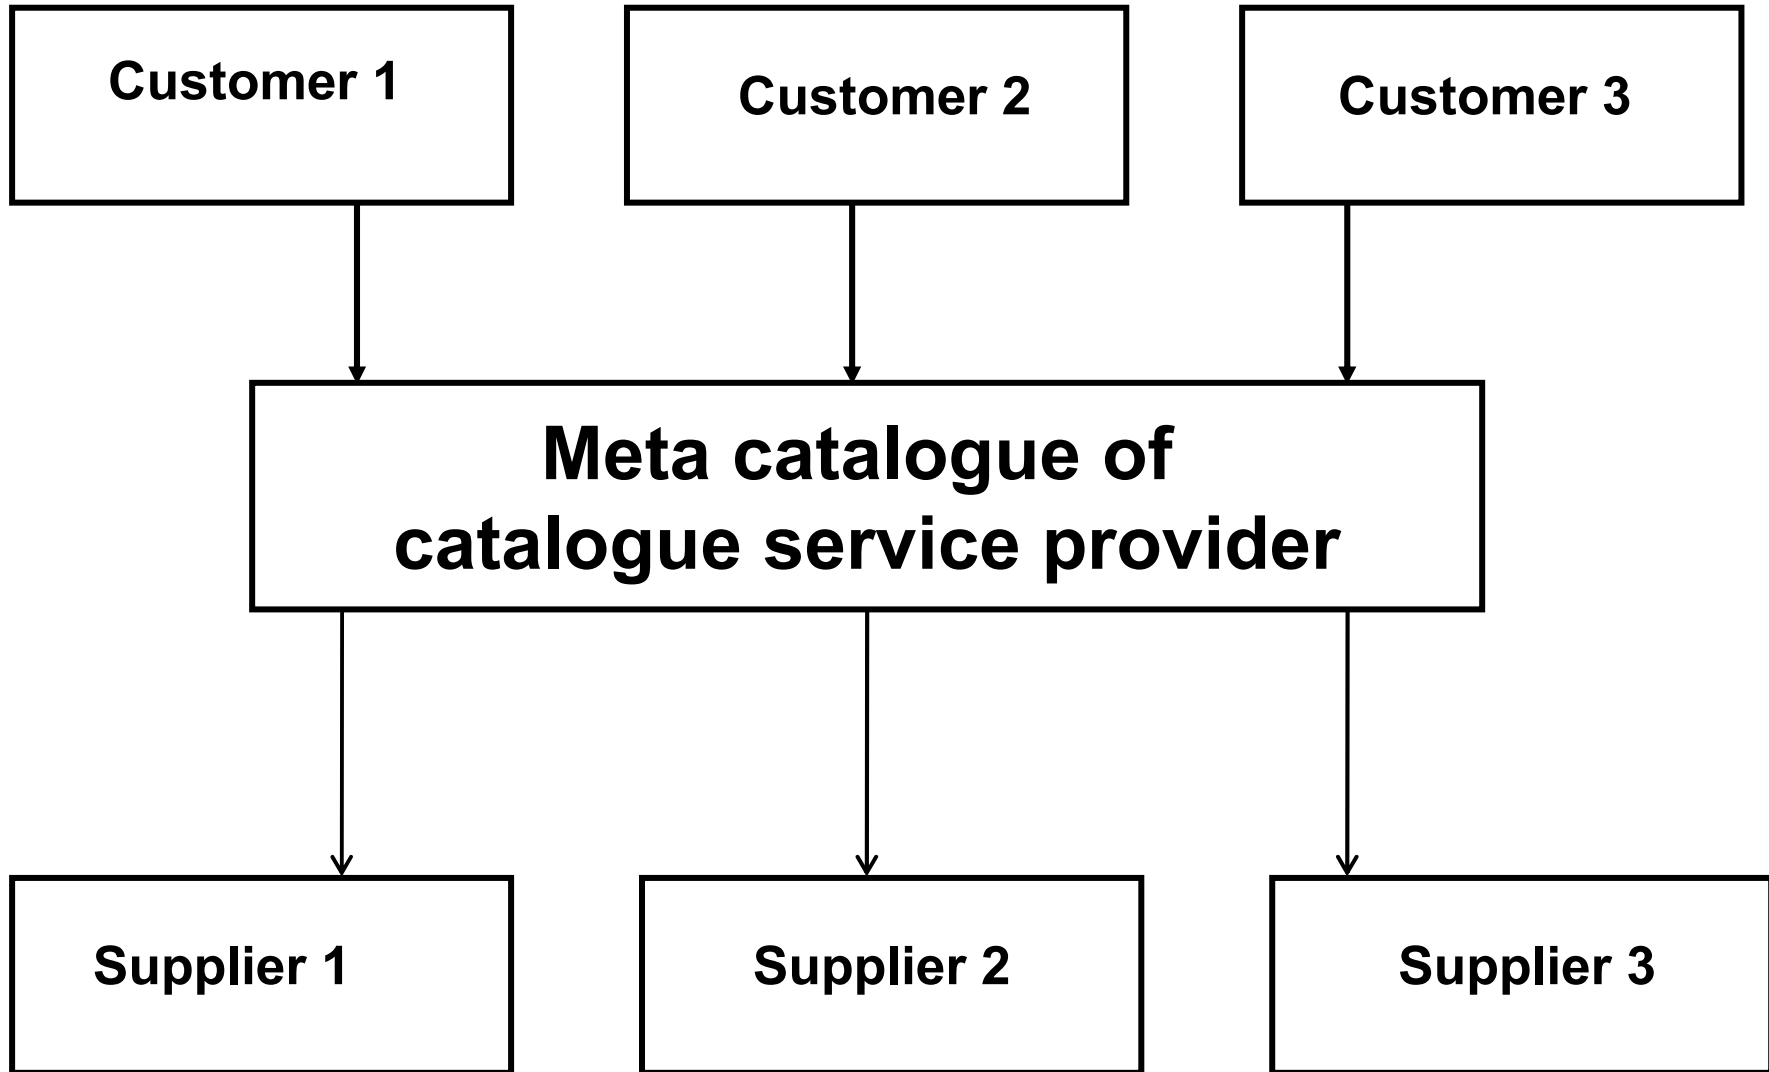 Customer 1
Customer 2
Customer 3
Meta catalogue of
catalogue service provider
Supplier 1
Supplier 2
Supplier 3